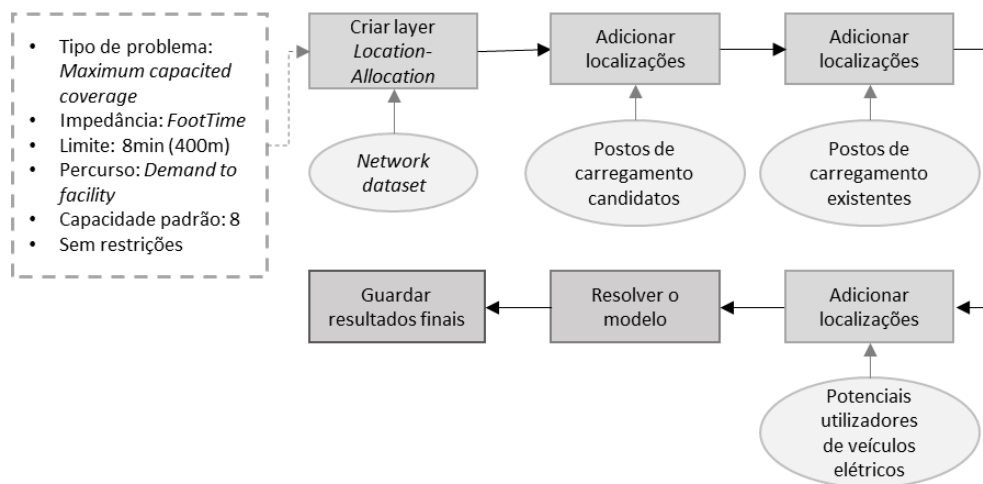 • Tipo de problema:
Maximum capacited
coverage
• Impedância: FootTime
• Limite: 8min (400m)
• Percurso: Demand to
facility
• Capacidade padrão: 8
• Sem restrições
Criar layer
Location-
Allocation
Adicionar
localizações
Adicionar
localizações
Network
dataset
Postos de
carregamento
candidatos
Postos de
carregamento
existentes
Guardar
resultados finais
Resolver o
modelo
Adicionar
localizações
Potenciais
utilizadores
de veículos
elétricos